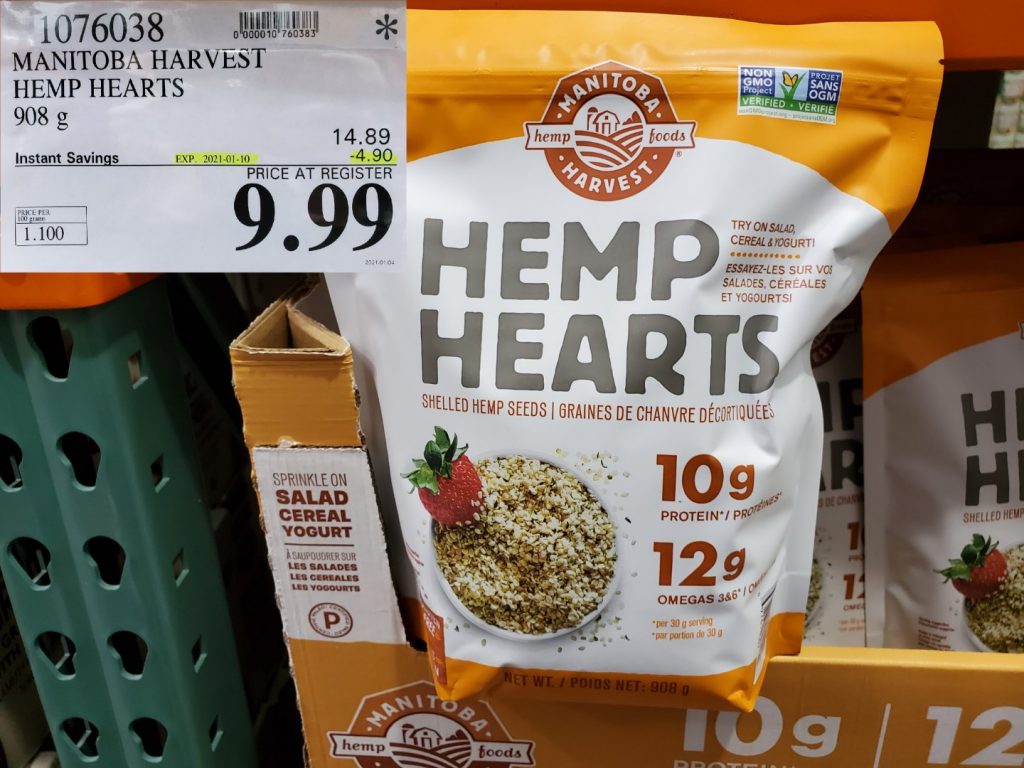 1076038
0"000010"760383"
*
MANITOBA HARVEST
HEMP HEARTS
908 g
14.89
Instant Savings EXP. 2021-01-10 -4.90
PRICE AT REGISTER
PRICE PER
100 grams
1.100
9.99
2021/01/04
MANITOBA
hemp foods
HARVEST
®
NON
GMO
Project
VERIFIED
PROJET
SANS
OGM
VÉRIFIÉ
HEMP
HEARTS
TRY ON SALAD,
CEREAL & YOGURT!
ESSAYEZ-LES SUR VOS
SALADES, CÉRÉALES
ET YOGOURTS!
SHELLED HEMP SEEDS | GRAINES DE CHANVRE DÉCORTIQUÉES
10g
PROTEIN*/ PROTÉINES*
12g
OMEGAS 3&6* / 
*per 30 g serving
*par portion de 30 g
NET WT. / POIDS NET: 908 g
SPRINKLE ON
SALAD
CEREAL
YOGURT
À SAUPOUDRER SUR
LES SALADES
LES CEREALES
LES YOGOURTS
P
MANITOBA
hemp foods
10g | 12
PROTEIN
H
H
SHELLED HEMP